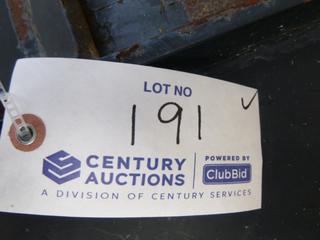 LOT NO
191 ✓
CENTURY
AUCTIONS
POWERED BY
ClubBid
A DIVISION OF CENTURY SERVICES